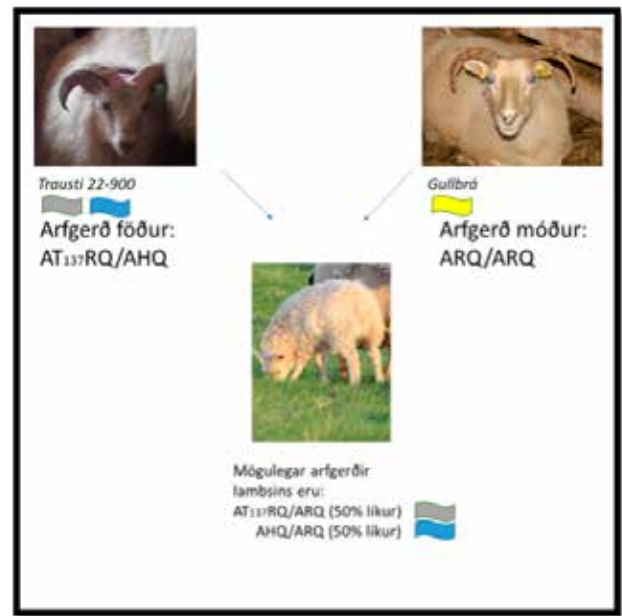 Trausti 22-900
Arfgerð föður:
AT137RQ/AHQ
Gullbrá
Arfgerð móður:
ARQ/ARQ
Mögulegar arfgerðir
lambsins eru:
AT137RQ/ARQ (50% líkur)
AHQ/ARQ (50% líkur)